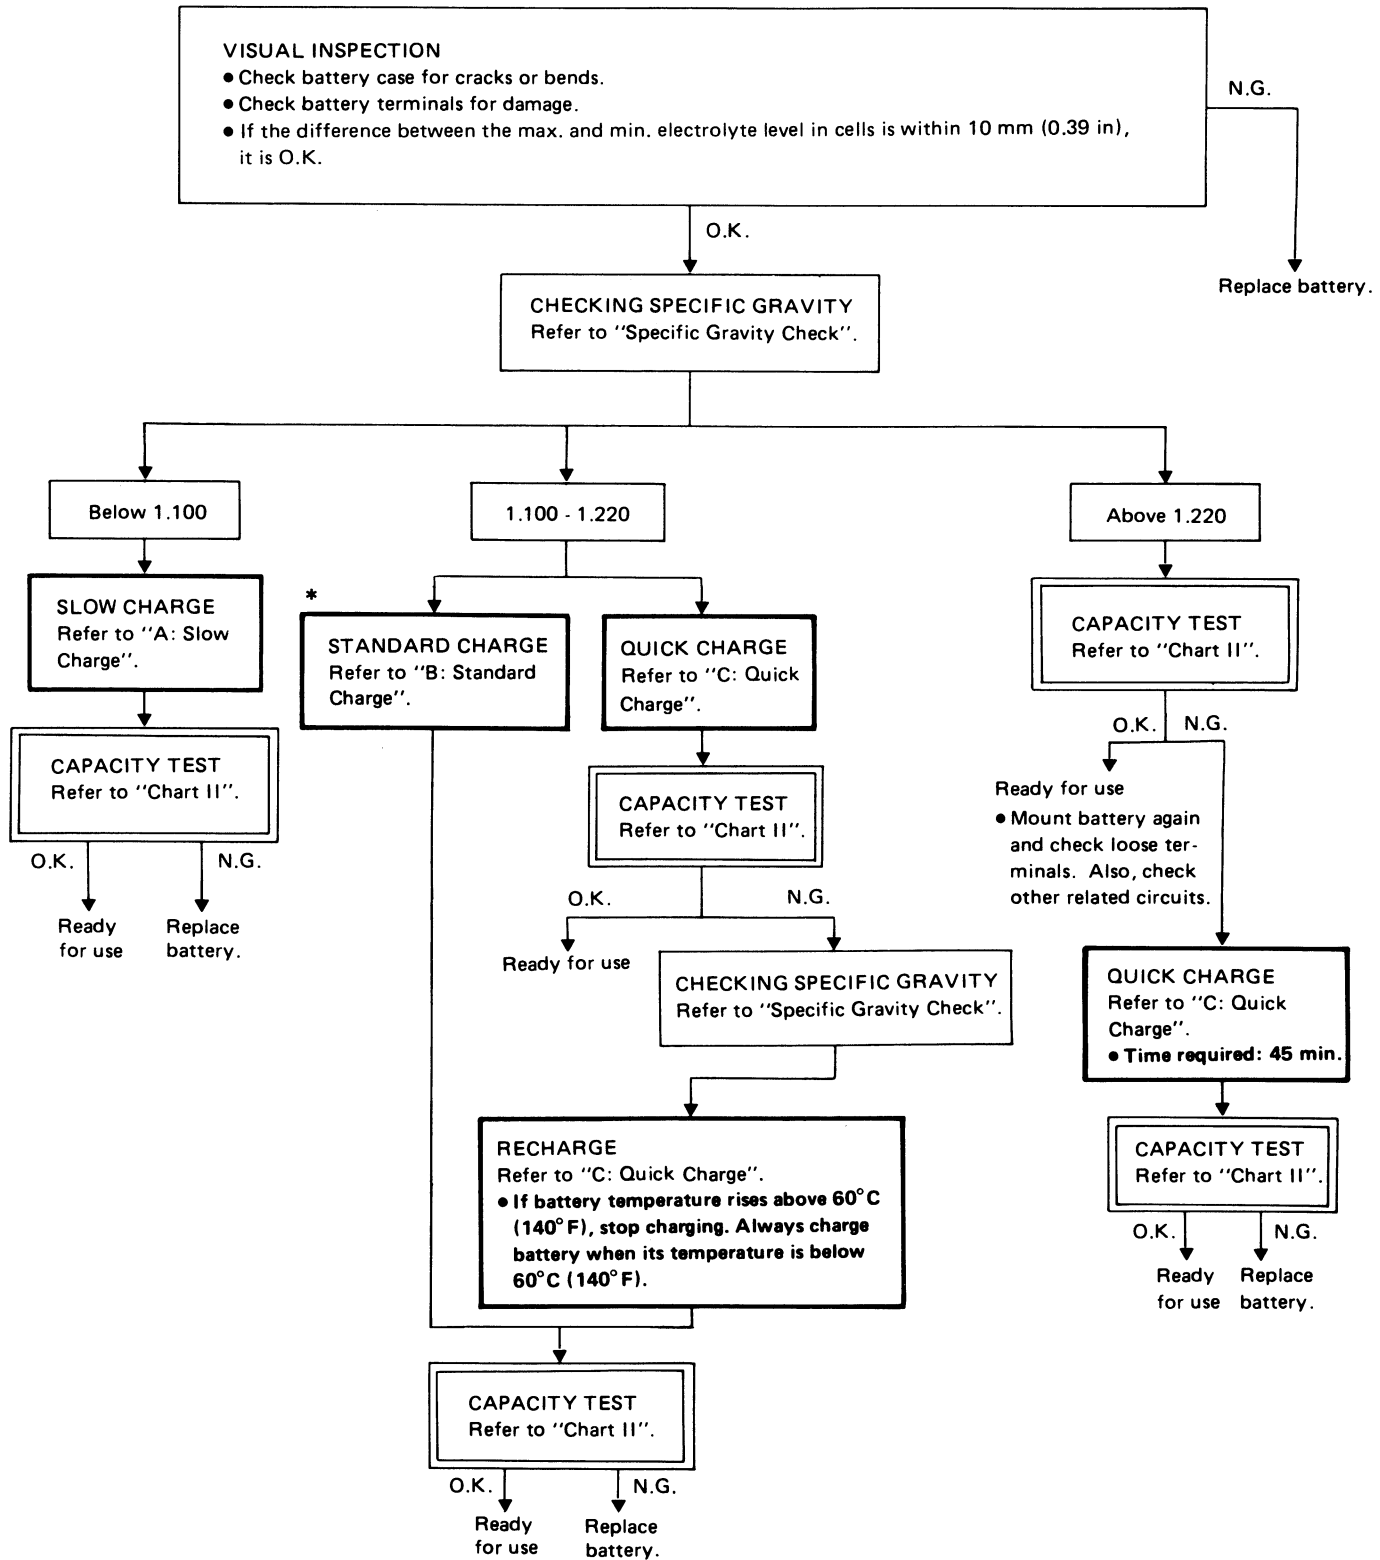 VISUAL INSPECTION
● Check battery case for cracks or bends.
● Check battery terminals for damage.
● If the difference between the max. and min. electrolyte level in cells is within 10 mm (0.39 in),
it is O.K.
N.G.
Replace battery.
O.K.
CHECKING SPECIFIC GRAVITY
Refer to "Specific Gravity Check".
Below 1.100
1.100 - 1.220
Above 1.220
SLOW CHARGE
Refer to "A: Slow
Charge".
CAPACITY TEST
Refer to "Chart II".
O.K.
N.G.
Ready
for use
Replace
battery.
*
STANDARD CHARGE
Refer to "B: Standard
Charge".
QUICK CHARGE
Refer to "C: Quick
Charge".
CAPACITY TEST
Refer to "Chart II".
O.K.
N.G.
Ready for use
CHECKING SPECIFIC GRAVITY
Refer to "Specific Gravity Check".
RECHARGE
Refer to "C: Quick Charge".
● If battery temperature rises above 60°C
(140°F), stop charging. Always charge
battery when its temperature is below
60°C (140°F).
CAPACITY TEST
Refer to "Chart II".
O.K.
N.G.
Ready
for use
Replace
battery.
CAPACITY TEST
Refer to "Chart II".
O.K.
N.G.
Ready for use
● Mount battery again
and check loose ter-
minals. Also, check
other related circuits.
QUICK CHARGE
Refer to "C: Quick
Charge".
● Time required: 45 min.
CAPACITY TEST
Refer to "Chart II".
O.K.
N.G.
Ready
for use
Replace
battery.